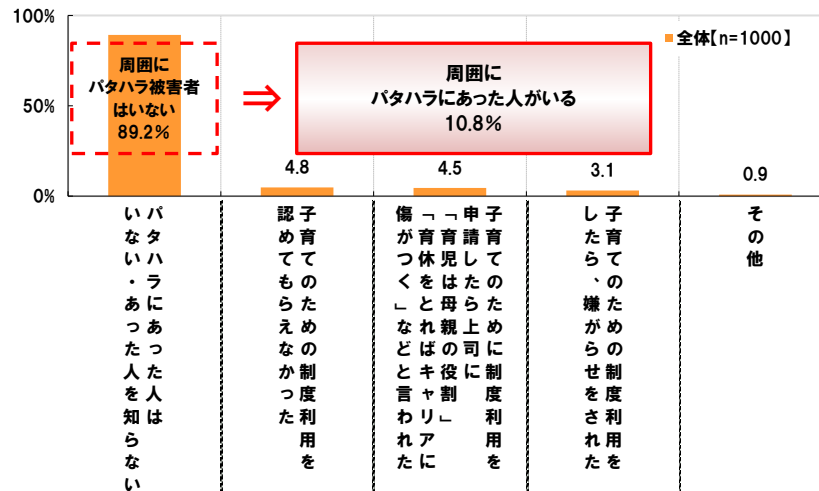 100%
50%
0%
全体【n=1000】
周囲に
パタハラ被害者
はいない
89.2%
⇒
周囲に
パタハラにあった人がいる
10.8%
4.8
4.5
3.1
0.9
パタハラにあった人は
いない・あった人を知らない
子育てのための制度利用を
認めてもらえなかった
子育てのために制度利用を
申請したら上司に
「育児は母親の役割」
「育休をとればキャリアに
傷がつく」などと言われた
子育てのための制度利用を
したら、嫌がらせをされた
その他